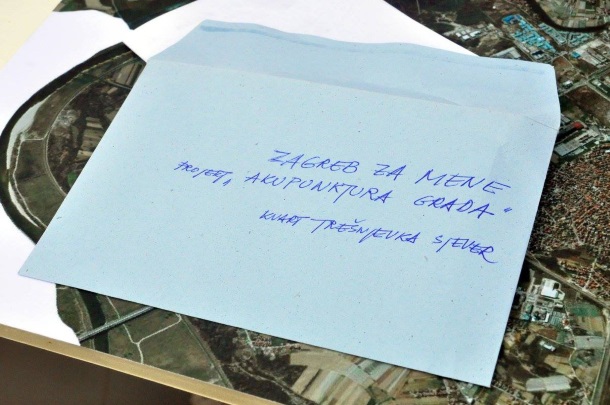 ZAGREB ZA MENE
PROJEKT „AKUPUNKTURA GRADA"
KVART TREŠNJEVKA SJEVER